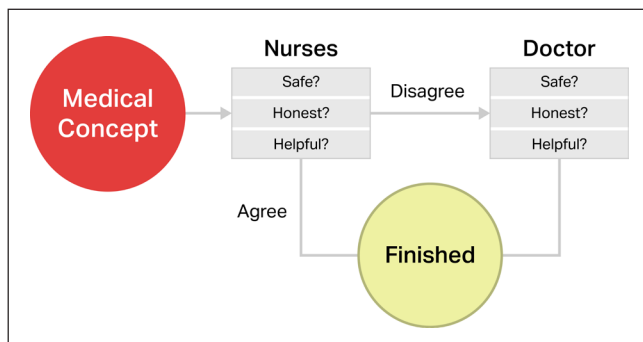 Medical
Concept
Nurses
Safe?
Honest?
Helpful?
Disagree
Doctor
Safe?
Honest?
Helpful?
Agree
Finished